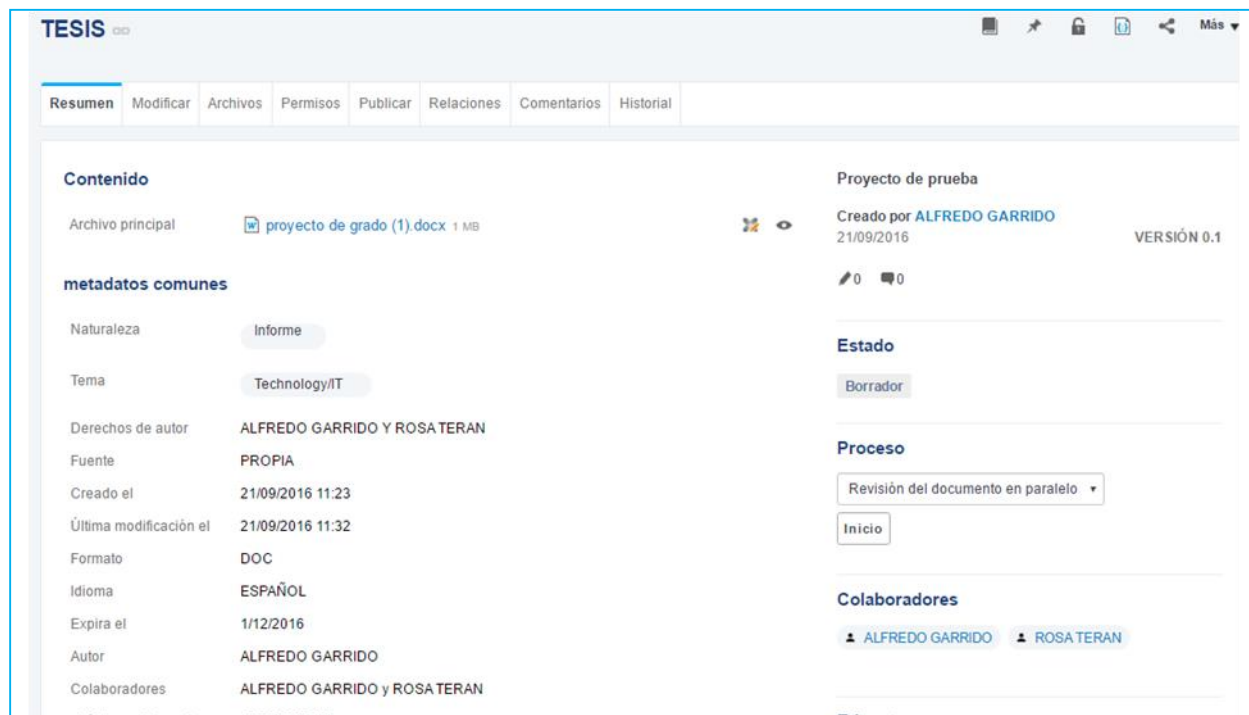 TESIS
Más
Resumen Modificar Archivos Permisos Publicar Relaciones Comentarios Historial
Contenido
Archivo principal proyecto de grado (1).docx 1 MB
metadatos comunes
Naturaleza Informe
Tema Technology/IT
Derechos de autor ALFREDO GARRIDO Y ROSA TERAN
Fuente PROPIA
Creado el 21/09/2016 11:23
Última modificación el 21/09/2016 11:32
Formato DOC
Idioma ESPAÑOL
Expira el 1/12/2016
Autor ALFREDO GARRIDO
Colaboradores ALFREDO GARRIDO y ROSA TERAN
Proyecto de prueba
Creado por ALFREDO GARRIDO
21/09/2016 VERSIÓN 0.1
0 0
Estado
Borrador
Proceso
Revisión del documento en paralelo
Inicio
Colaboradores
ALFREDO GARRIDO ROSA TERAN